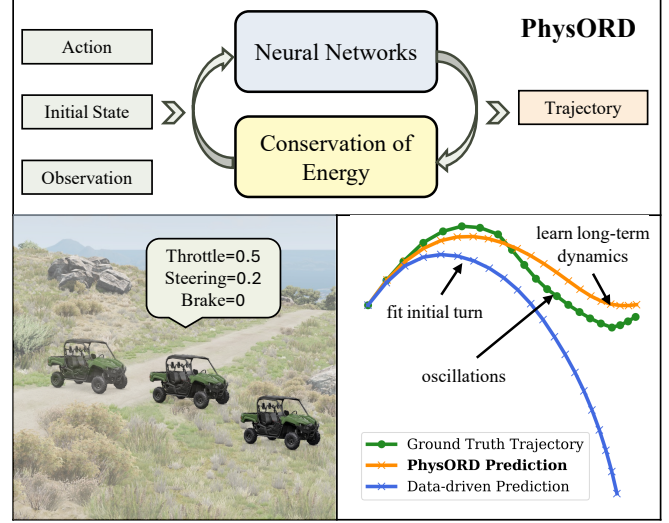 PhysORD
Action
Initial State
Observation
Neural Networks
Conservation of
Energy
Trajectory
Throttle=0.5
Steering=0.2
Brake=0
learn long-term
dynamics
fit initial turn
oscillations
Ground Truth Trajectory
PhysORD Prediction
Data-driven Prediction